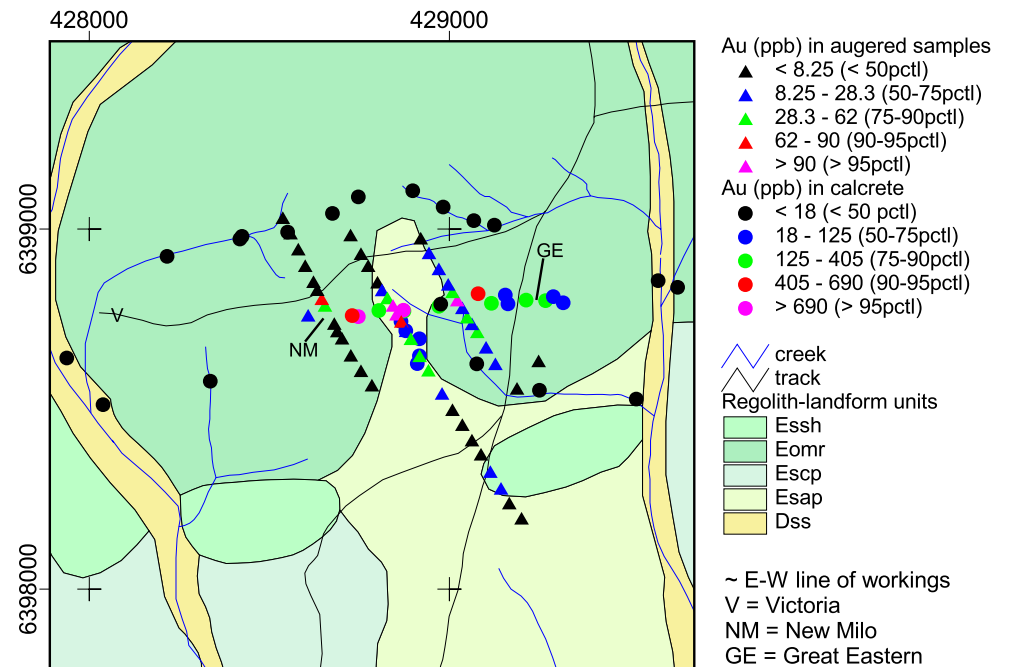 428000
429000
6399000
6398000
GE
V
NM
Au (ppb) in augered samples
< 8.25 (< 50pctl)
8.25 - 28.3 (50-75pctl)
28.3 - 62 (75-90pctl)
62 - 90 (90-95pctl)
> 90 (> 95pctl)
Au (ppb) in calcrete
< 18 (< 50 pctl)
18 - 125 (50-75pctl)
125 - 405 (75-90pctl)
405 - 690 (90-95pctl)
> 690 (> 95pctl)
creek
track
Regolith-landform units
Essh
Eomr
Escp
Esap
Dss
~ E-W line of workings
V = Victoria
NM = New Milo
GE = Great Eastern